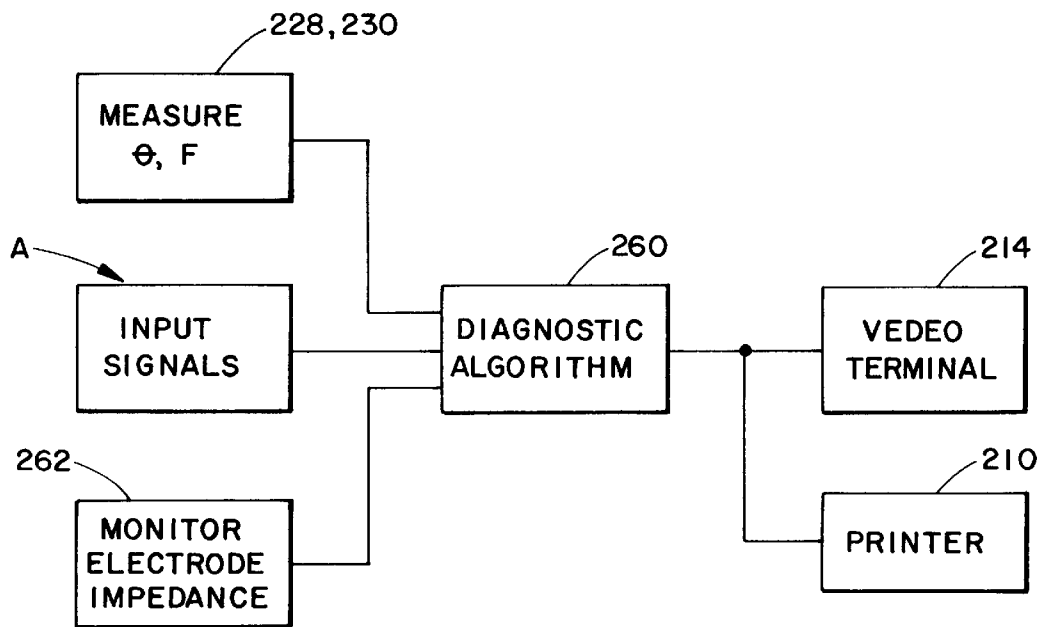 228, 230
MEASURE
Θ, F
A
INPUT
SIGNALS
262
MONITOR
ELECTRODE
IMPEDANCE
260
DIAGNOSTIC
ALGORITHM
214
VEDEO
TERMINAL
210
PRINTER